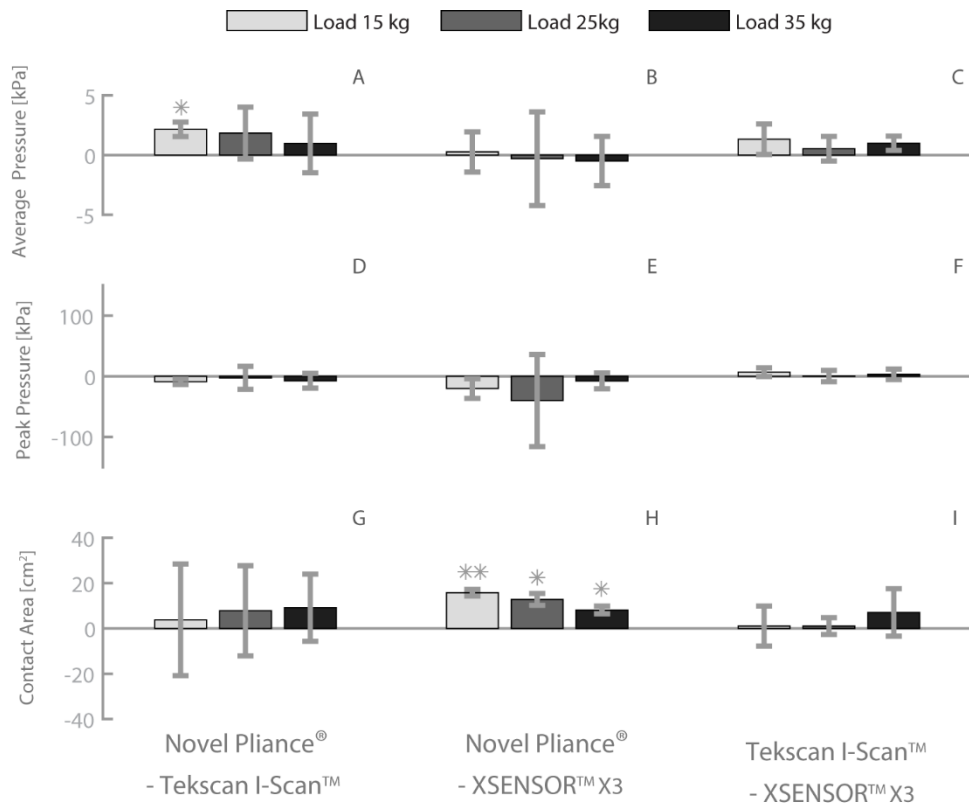 Load 15 kg Load 25kg Load 35 kg
A B C
Average Pressure [kPa]
5
0
-5
D E F
Peak Pressure [kPa]
100
0
-100
G H I
Contact Area [cm²]
40
20
0
-20
-40
* 
** * *
Novel Pliance®
- Tekscan I-Scan™
Novel Pliance®
- XSENSOR™ X3
Tekscan I-Scan™
- XSENSOR™ X3